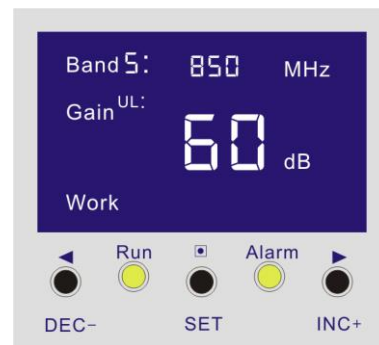 Band 5: 850 MHz
Gain UL:
60 dB
Work
Run Alarm
DEC- SET INC+